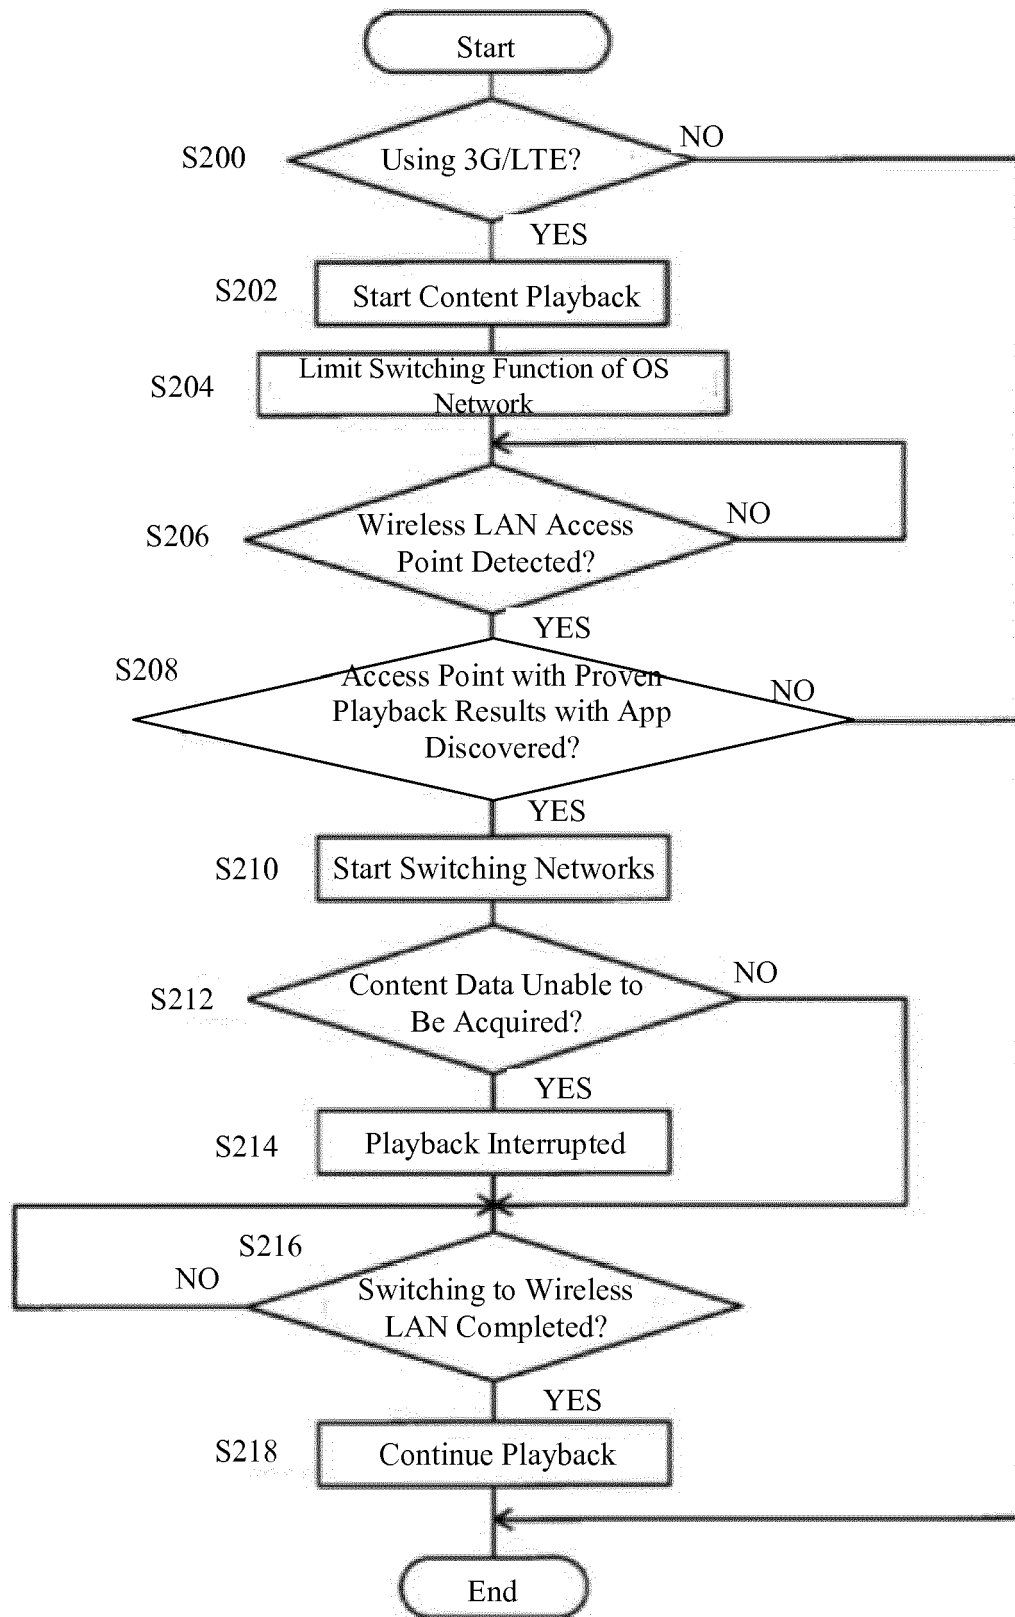 Start
NO
S200
Using 3G/LTE?
YES
S202
Start Content Playback
S204
Limit Switching Function of OS
Network
NO
S206
Wireless LAN Access
Point Detected?
YES
S208
Access Point with Proven
Playback Results with App
Discovered?
NO
YES
S210
Start Switching Networks
NO
S212
Content Data Unable to
Be Acquired?
YES
S214
Playback Interrupted
S216
NO
Switching to Wireless
LAN Completed?
YES
S218
Continue Playback
End